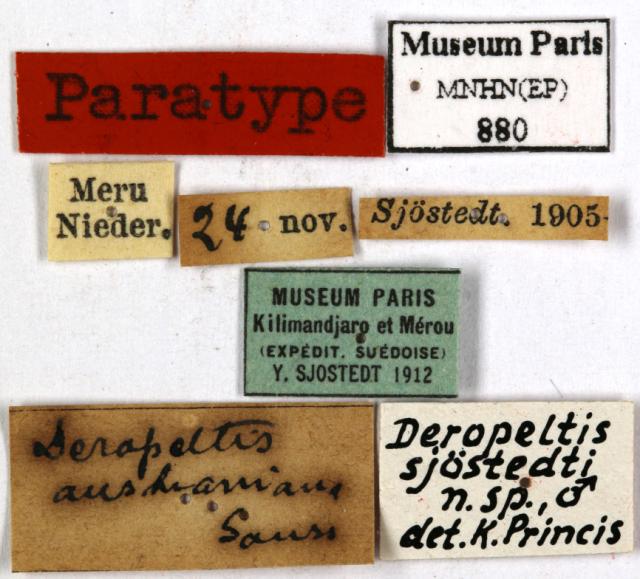 Paratype
Museum Paris
MNHN(EP)
880
Meru
Nieder.
24 nov.
Sjöstedt. 1905-
MUSEUM PARIS
Kilimandjaro et Mérou
(EXPÉDIT. SUÉDOISE)
Y. SJOSTEDT 1912
Deropeltis
Sauss
Deropeltis
sjöstedti
n. sp., ♂
det. K. Princis